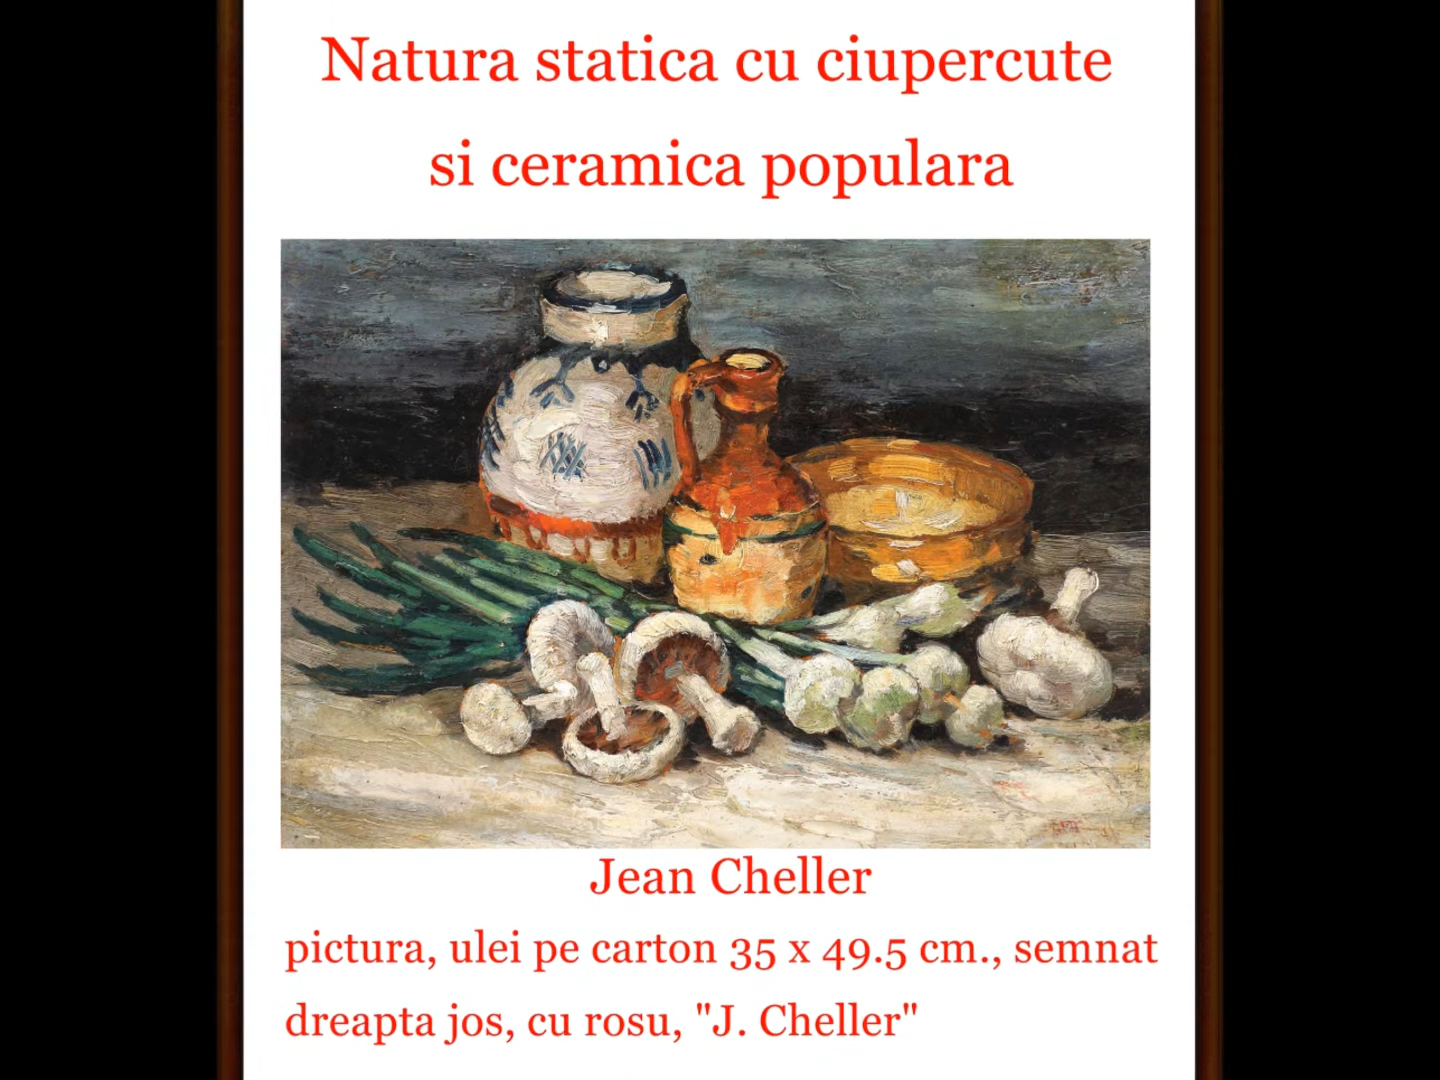 Natura statica cu ciupercute
si ceramica populara
Jean Cheller
pictura, ulei pe carton 35 x 49.5 cm., semnat
dreapta jos, cu rosu, "J. Cheller"